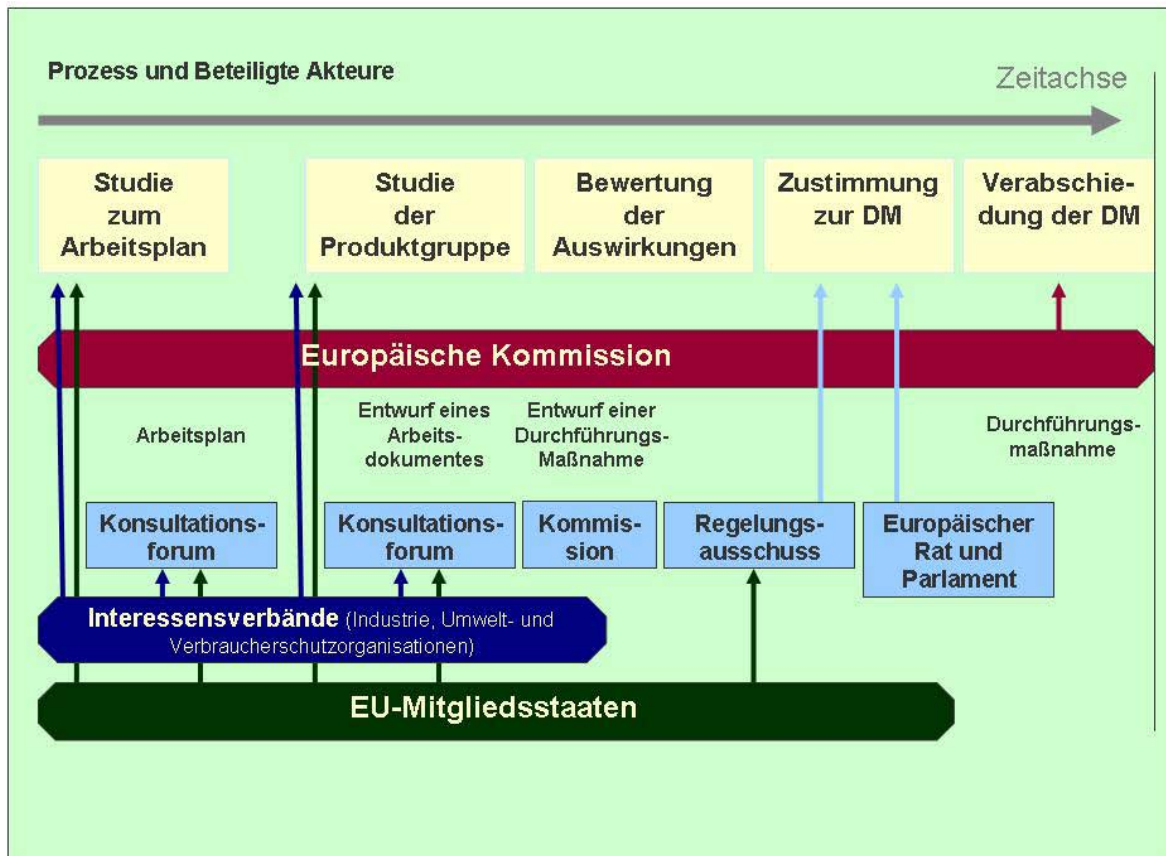 Prozess und Beteiligte Akteure
Zeitachse
Studie
zum
Arbeitsplan
Studie
der
Produktgruppe
Bewertung
der
Auswirkungen
Zustimmung
zur DM
Verabschie-
dung der DM
Europäische Kommission
Arbeitsplan
Entwurf eines
Arbeits-
dokumentes
Entwurf einer
Durchführungs-
Maßnahme
Durchführungs-
maßnahme
Konsultations-
forum
Konsultations-
forum
Kommis-
sion
Regelungs-
ausschuss
Europäischer
Rat und
Parlament
Interessensverbände (Industrie, Umwelt- und
Verbraucherschutzorganisationen)
EU-Mitgliedsstaaten